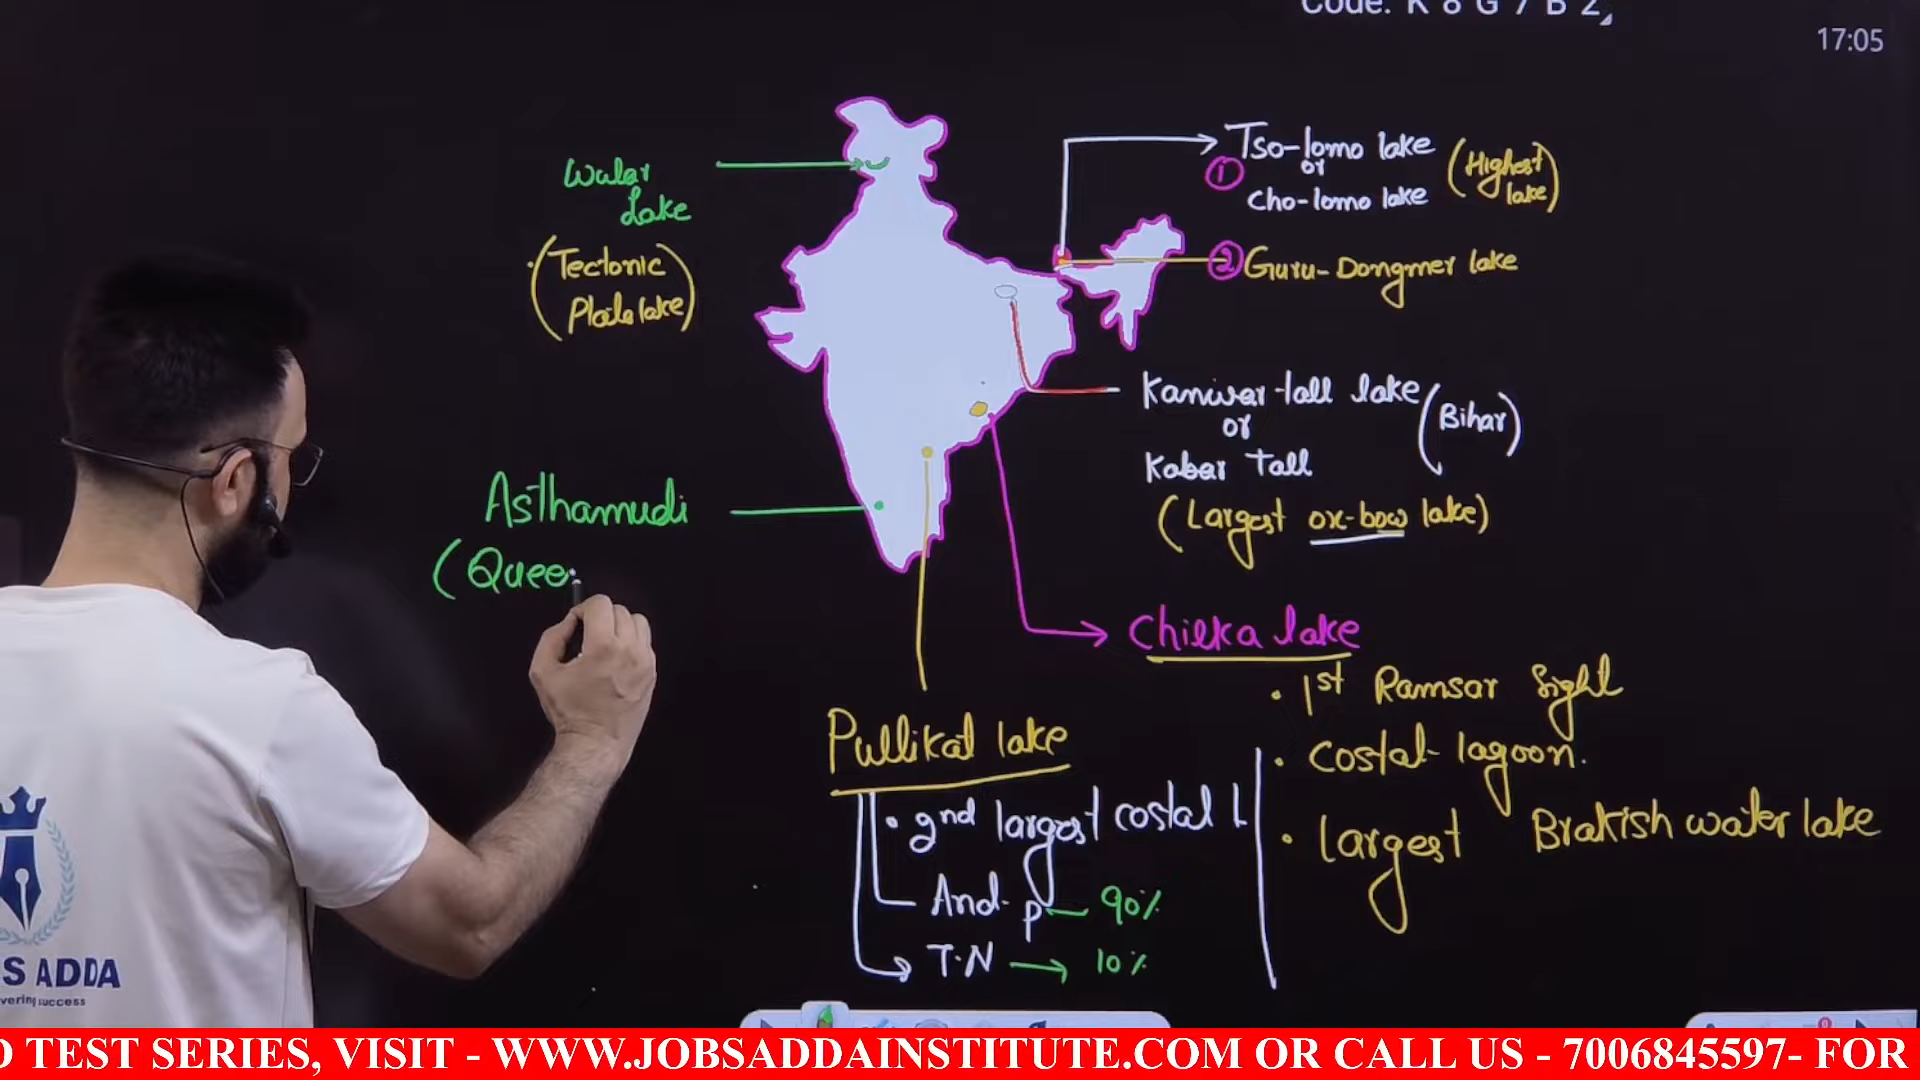 Code: K 8 G 7 B 2,
17:05
Wular
Lake
(Tectonic
Plate lake)
Tso-lomo lake
or
Cho-lomo lake
(Highest
lake)
1
2 Guru-Dongmer lake
Kaniwar-tall lake
or
Kabar Tall
(Bihar)
(Largest ox-bow lake)
Asthamudi
(Quee
Chilka lake
• 1st Ramsar Sight
• Costal-lagoon.
• Largest Brakish water lake
Pullikat lake
• 2nd largest costal L
And. P 90%
T.N → 10%
S ADDA
vering success
O TEST SERIES, VISIT - WWW.JOBSADDAINSTITUTE.COM OR CALL US - 7006845597- FOR